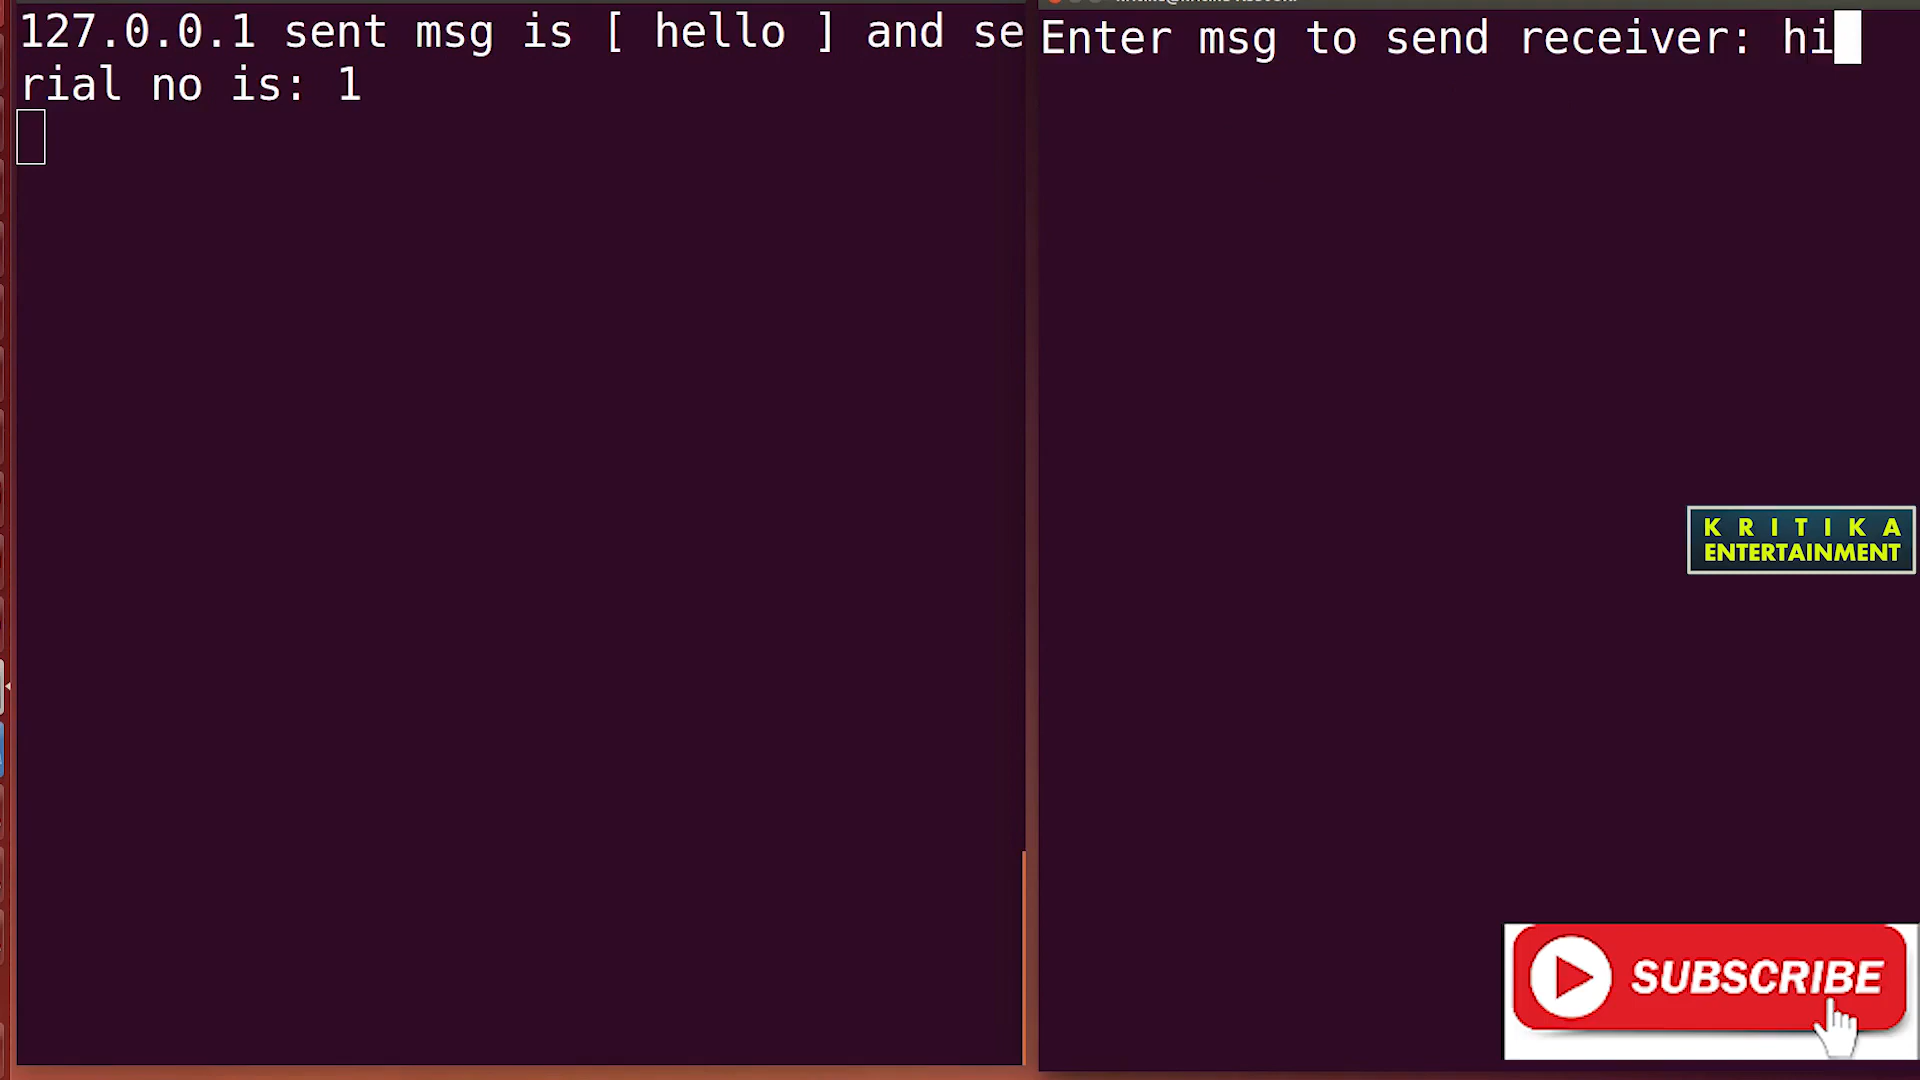 127.0.0.1 sent msg is [ hello ] and se
rial no is: 1
Enter msg to send receiver: hi
KRITIKA
ENTERTAINMENT
SUBSCRIBE